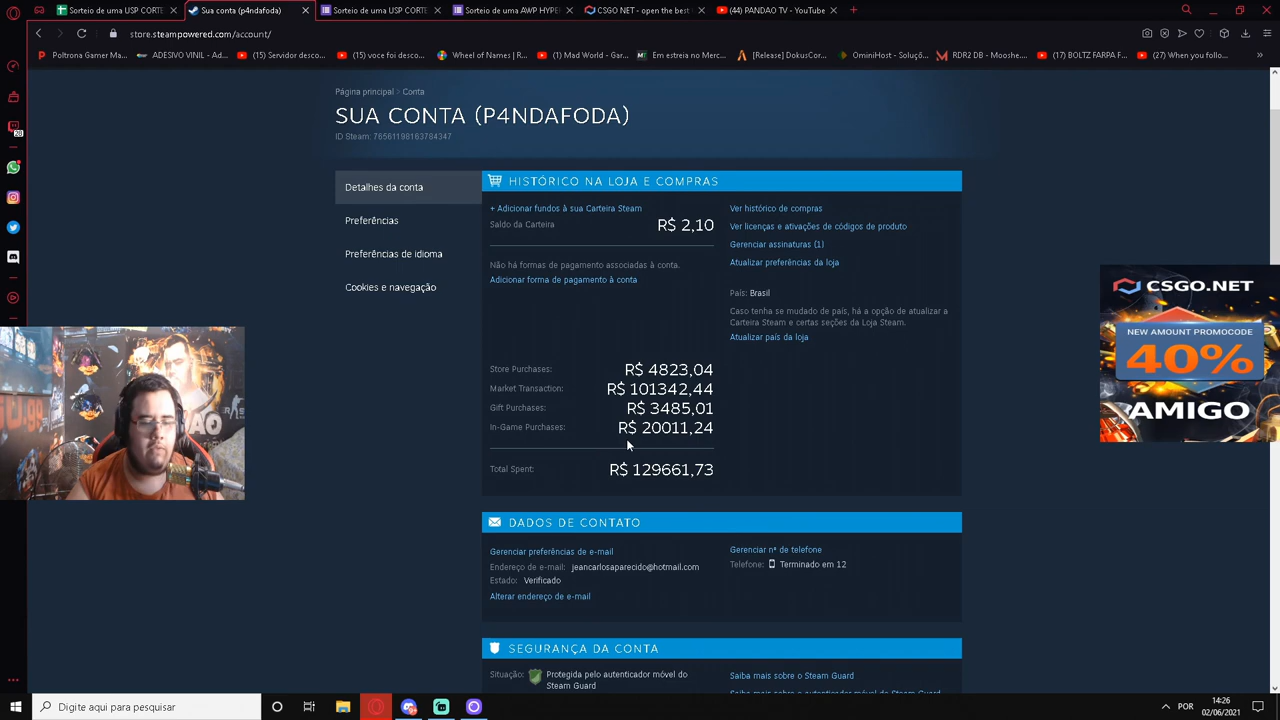 Sorteio de uma USP CORTE
Sua conta (p4ndafoda)
Sorteio de uma USP CORTE
Sorteio de uma AWP HYPER
CSGO.NET - open the best
(44) PANDAO TV - YouTube
store.steampowered.com/account/
Poltrona Gamer Ma...
ADESIVO VINIL - Ad...
(15) Servidor desco...
(15) voce foi desco...
Wheel of Names | R...
(1) Mad World - Gar...
Em estreia no Merc...
[Release] DokusCor...
OminiHost - Soluçõ...
RDR2 DB - Mooshe...
(17) BOLTZ FARPA F...
(27) When you follo...
Página principal > Conta
SUA CONTA (P4NDAFODA)
ID Steam: 76561198163784347
Detalhes da conta
Preferências
Preferências de idioma
Cookies e navegação
HISTÓRICO NA LOJA E COMPRAS
+ Adicionar fundos à sua Carteira Steam
Saldo da Carteira R$ 2,10
Não há formas de pagamento associadas à conta.
Adicionar forma de pagamento à conta
Store Purchases: R$ 4823,04
Market Transaction: R$ 101342,44
Gift Purchases: R$ 3485,01
In-Game Purchases: R$ 20011,24
Total Spent: R$ 129661,73
Ver histórico de compras
Ver licenças e ativações de códigos de produto
Gerenciar assinaturas (1)
Atualizar preferências da loja
País: Brasil
Caso tenha se mudado de país, há a opção de atualizar a
Carteira Steam e certas seções da Loja Steam.
Atualizar país da loja
DADOS DE CONTATO
Gerenciar preferências de e-mail
Endereço de e-mail: jeancarlosaparecido@hotmail.com
Estado: Verificado
Alterar endereço de e-mail
Gerenciar nº de telefone
Telefone: Terminado em 12
SEGURANÇA DA CONTA
Situação: Protegida pelo autenticador móvel do
Steam Guard
Saiba mais sobre o Steam Guard
Saiba mais sobre o autenticador móvel do Steam Guard
CSGO.NET
NEW AMOUNT PROMOCODE
40%
AMIGO
28
Digite aqui para pesquisar
POR
14:26
02/06/2021